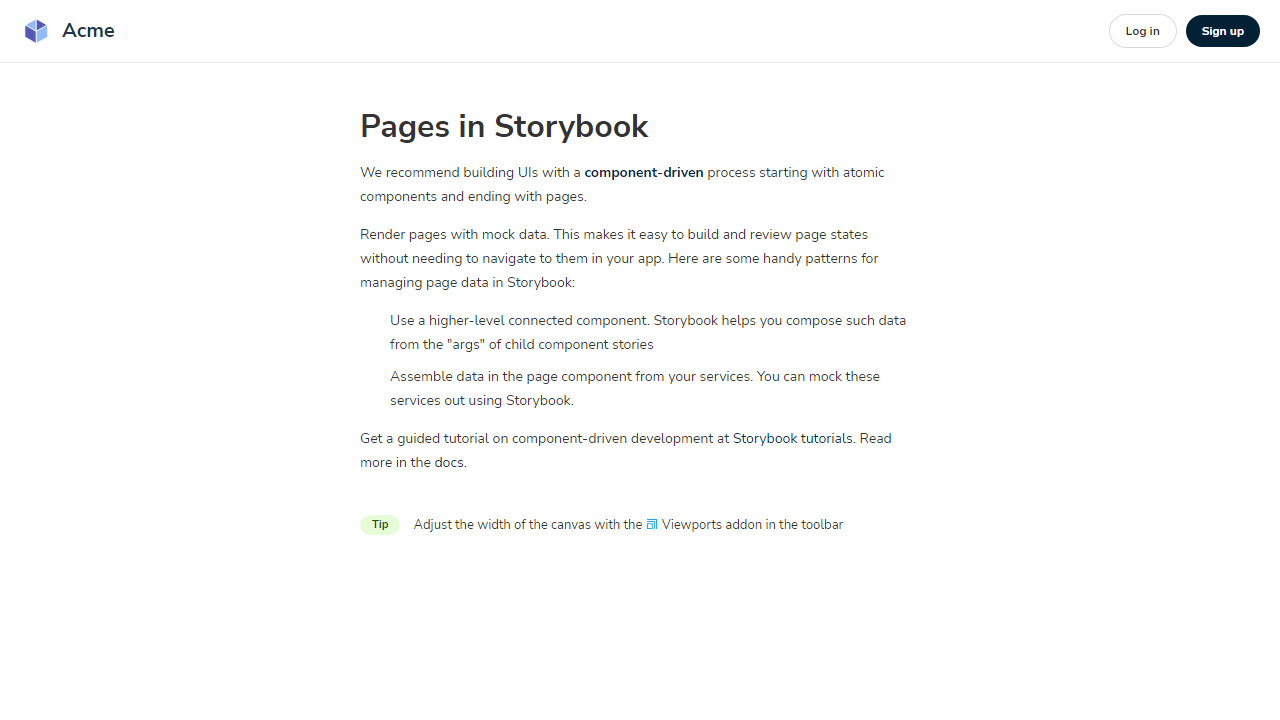 Acme
Log in
Sign up
Pages in Storybook
We recommend building UIs with a component-driven process starting with atomic
components and ending with pages.
Render pages with mock data. This makes it easy to build and review page states
without needing to navigate to them in your app. Here are some handy patterns for
managing page data in Storybook:
Use a higher-level connected component. Storybook helps you compose such data
from the "args" of child component stories
Assemble data in the page component from your services. You can mock these
services out using Storybook.
Get a guided tutorial on component-driven development at Storybook tutorials. Read
more in the docs.
Tip Adjust the width of the canvas with the Viewports addon in the toolbar